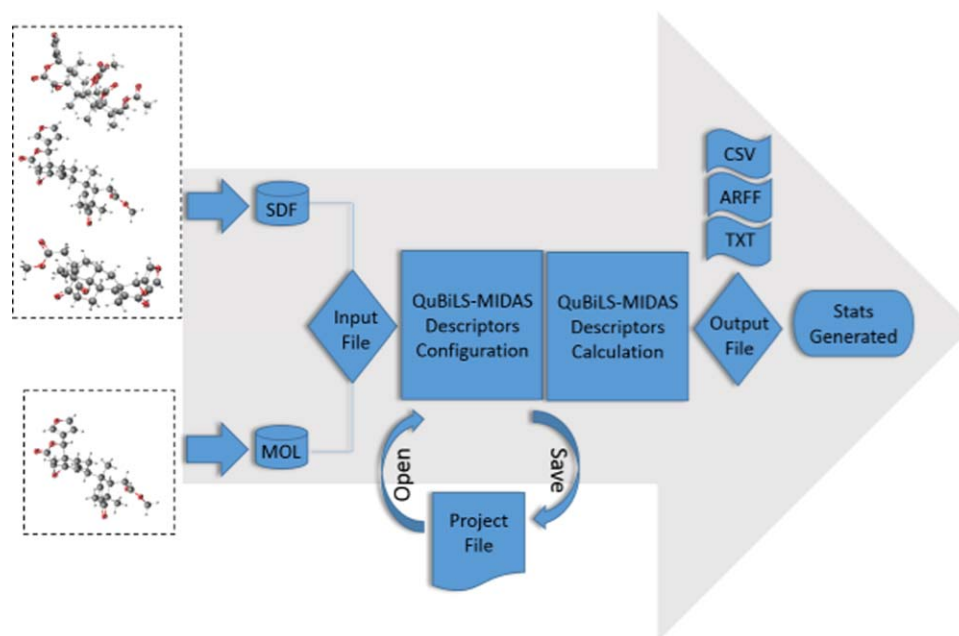 SDF
MOL
Input
File
QuBiLS-MIDAS
Descriptors
Configuration
QuBiLS-MIDAS
Descriptors
Calculation
CSV
ARFF
TXT
Output
File
Stats
Generated
Open
Save
Project
File